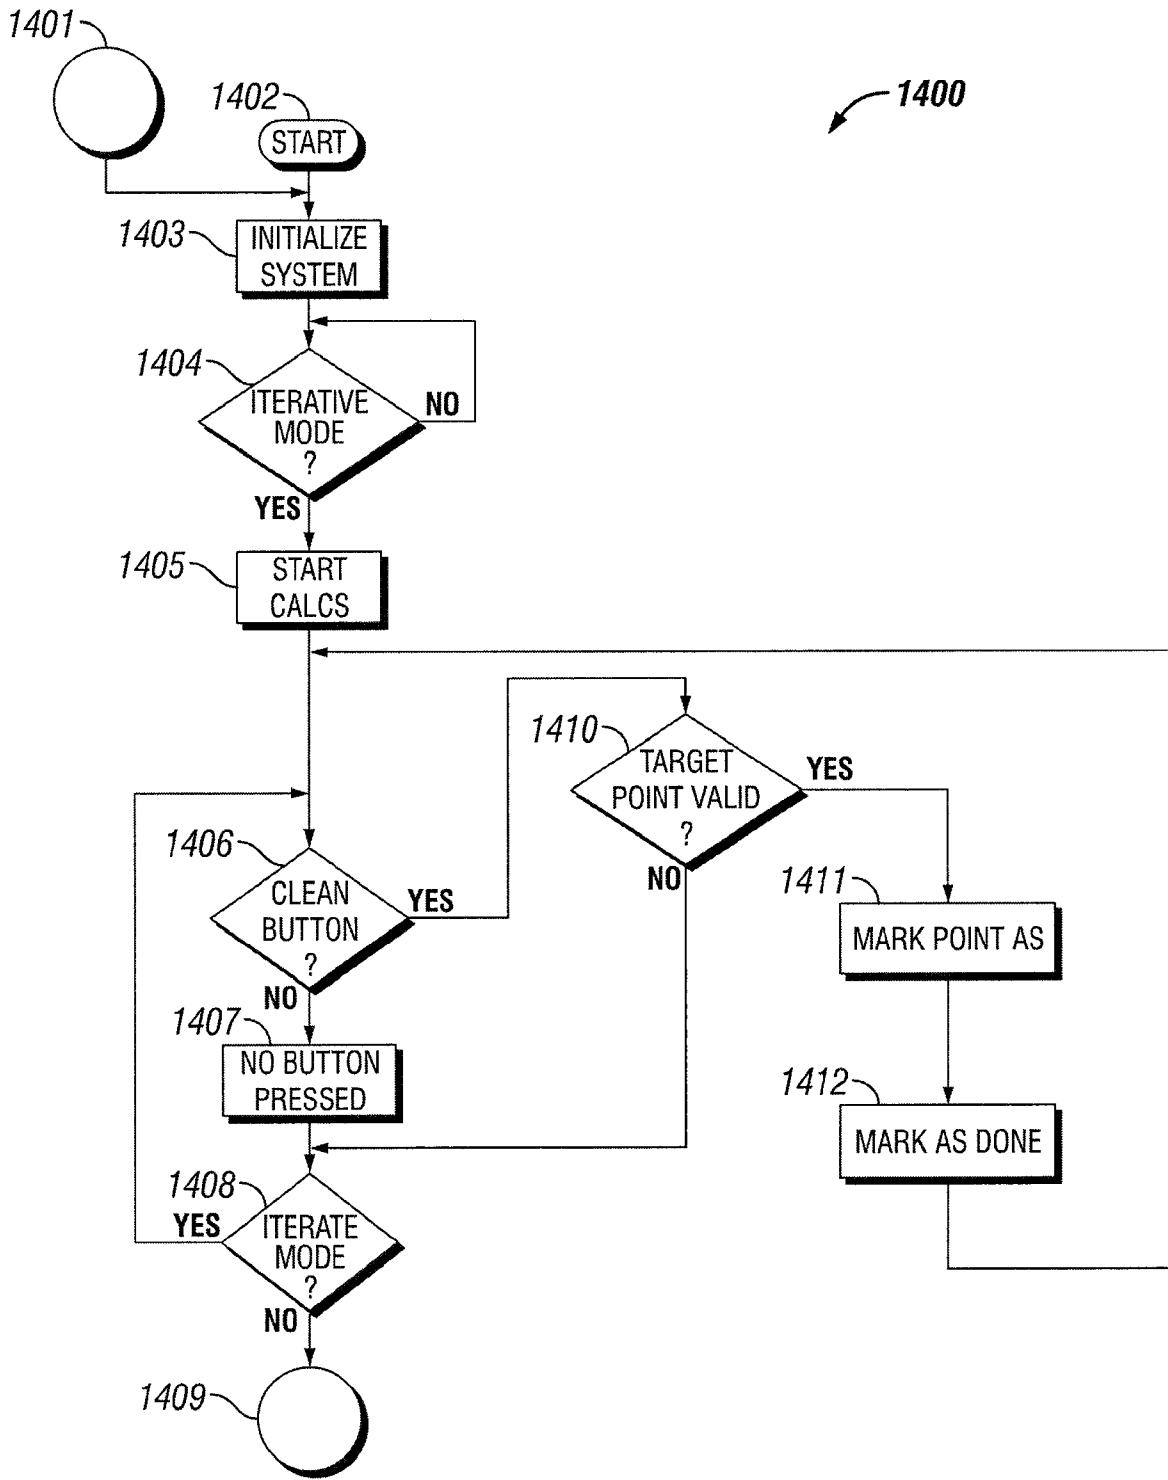 1401
1402
START
1400
1403
INITIALIZE
SYSTEM
1404
ITERATIVE
MODE
?
NO
YES
1405
START
CALCS
1410
TARGET
POINT VALID
?
YES
NO
1406
CLEAN
BUTTON
?
YES
NO
1411
MARK POINT AS
1407
NO BUTTON
PRESSED
1412
MARK AS DONE
1408
YES
ITERATE
MODE
?
NO
1409